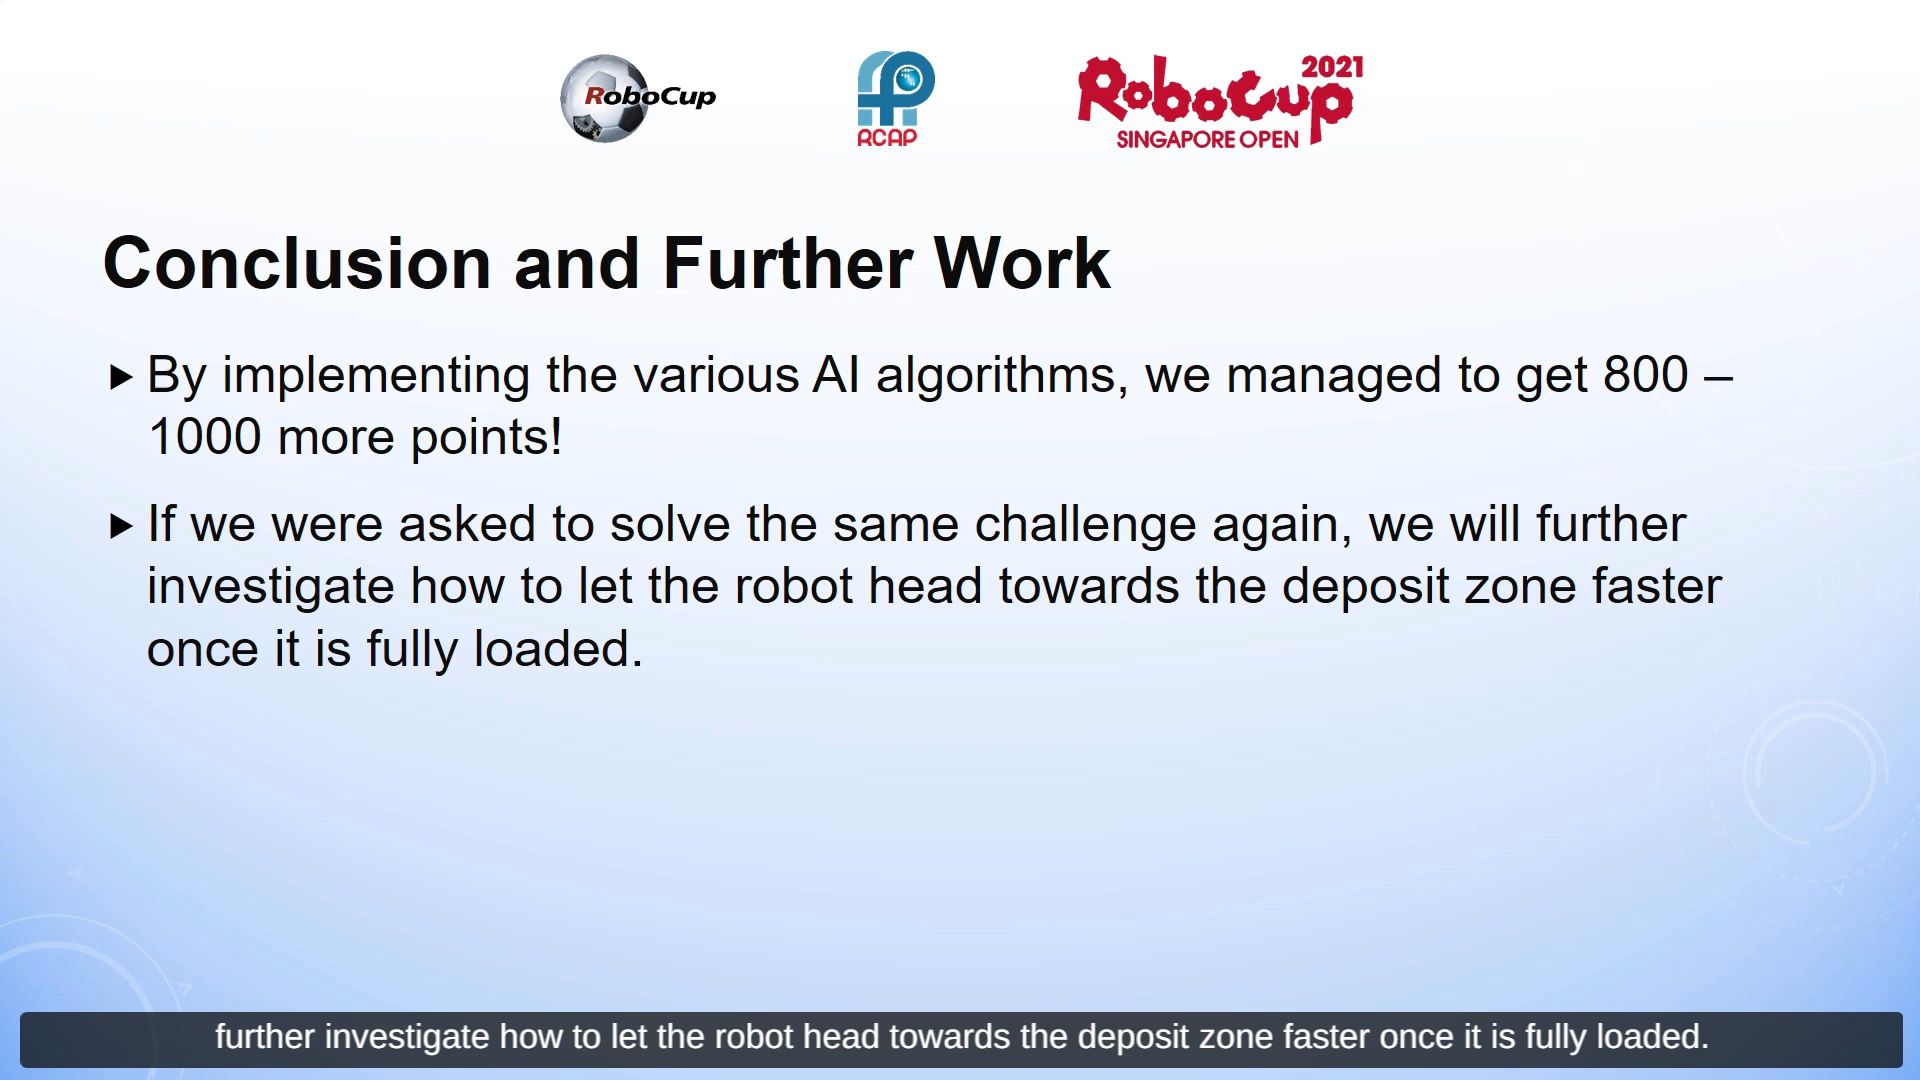 RoboCup
RCAP
RoboCup 2021
SINGAPORE OPEN
Conclusion and Further Work
By implementing the various AI algorithms, we managed to get 800 –
1000 more points!
If we were asked to solve the same challenge again, we will further
investigate how to let the robot head towards the deposit zone faster
once it is fully loaded.
further investigate how to let the robot head towards the deposit zone faster once it is fully loaded.